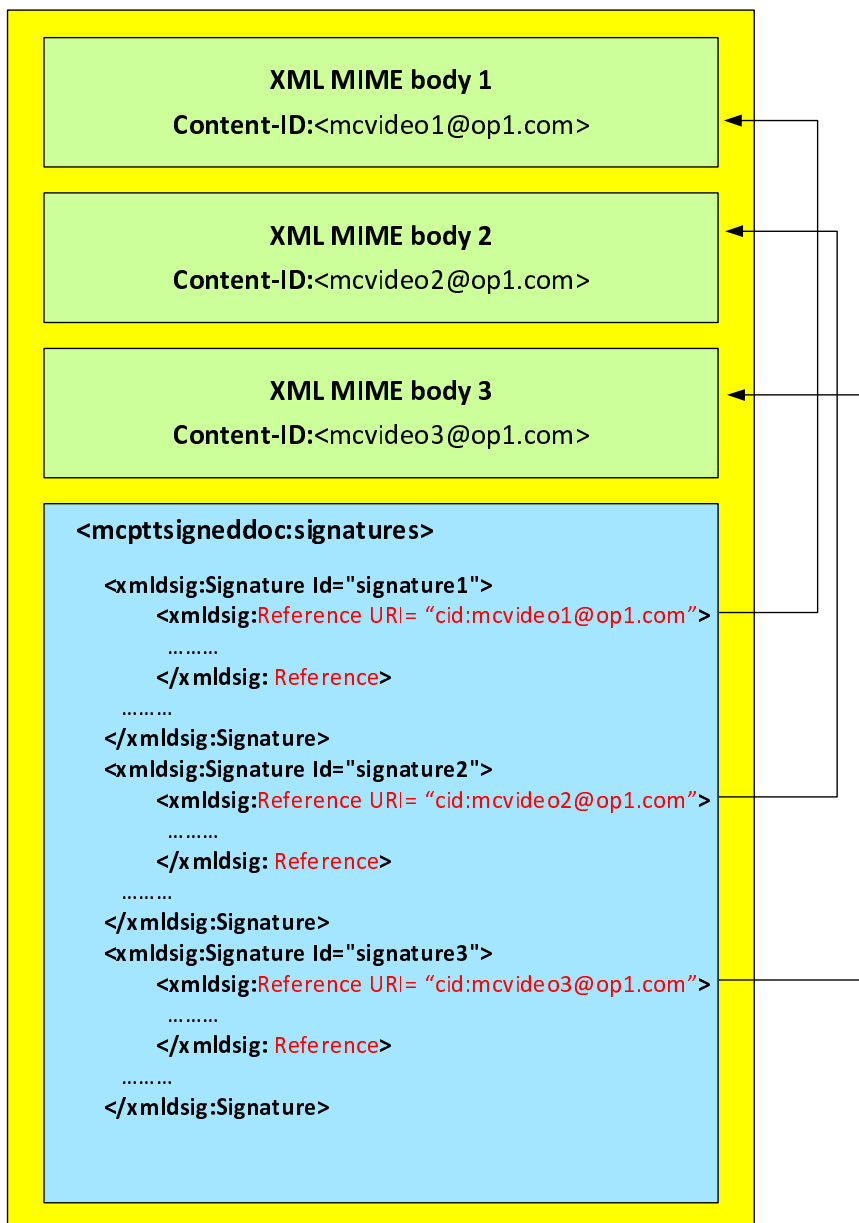 XML MIME body 1
Content-ID:<mcvideo1@op1.com>
XML MIME body 2
Content-ID:<mcvideo2@op1.com>
XML MIME body 3
Content-ID:<mcvideo3@op1.com>
<mcpttsigneddoc:signatures>
<xmldsig:Signature Id="signature1">
<xmldsig:Reference URI= “cid:mcvideo1@op1.com”>
………
</xmldsig: Reference>
………
</xmldsig:Signature>
<xmldsig:Signature Id="signature2">
<xmldsig:Reference URI= “cid:mcvideo2@op1.com”>
………
</xmldsig: Reference>
………
</xmldsig:Signature>
<xmldsig:Signature Id="signature3">
<xmldsig:Reference URI= “cid:mcvideo3@op1.com”>
………
</xmldsig: Reference>
………
</xmldsig:Signature>